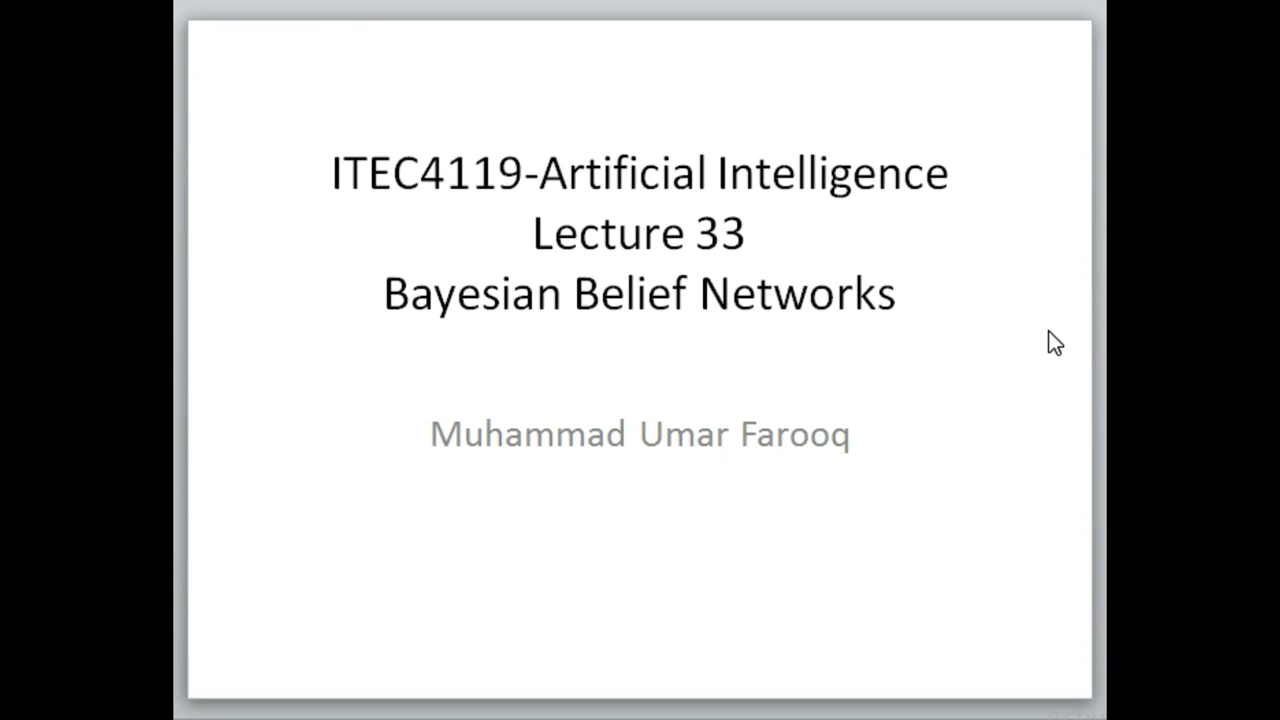 ITEC4119-Artificial Intelligence
Lecture 33
Bayesian Belief Networks
Muhammad Umar Farooq